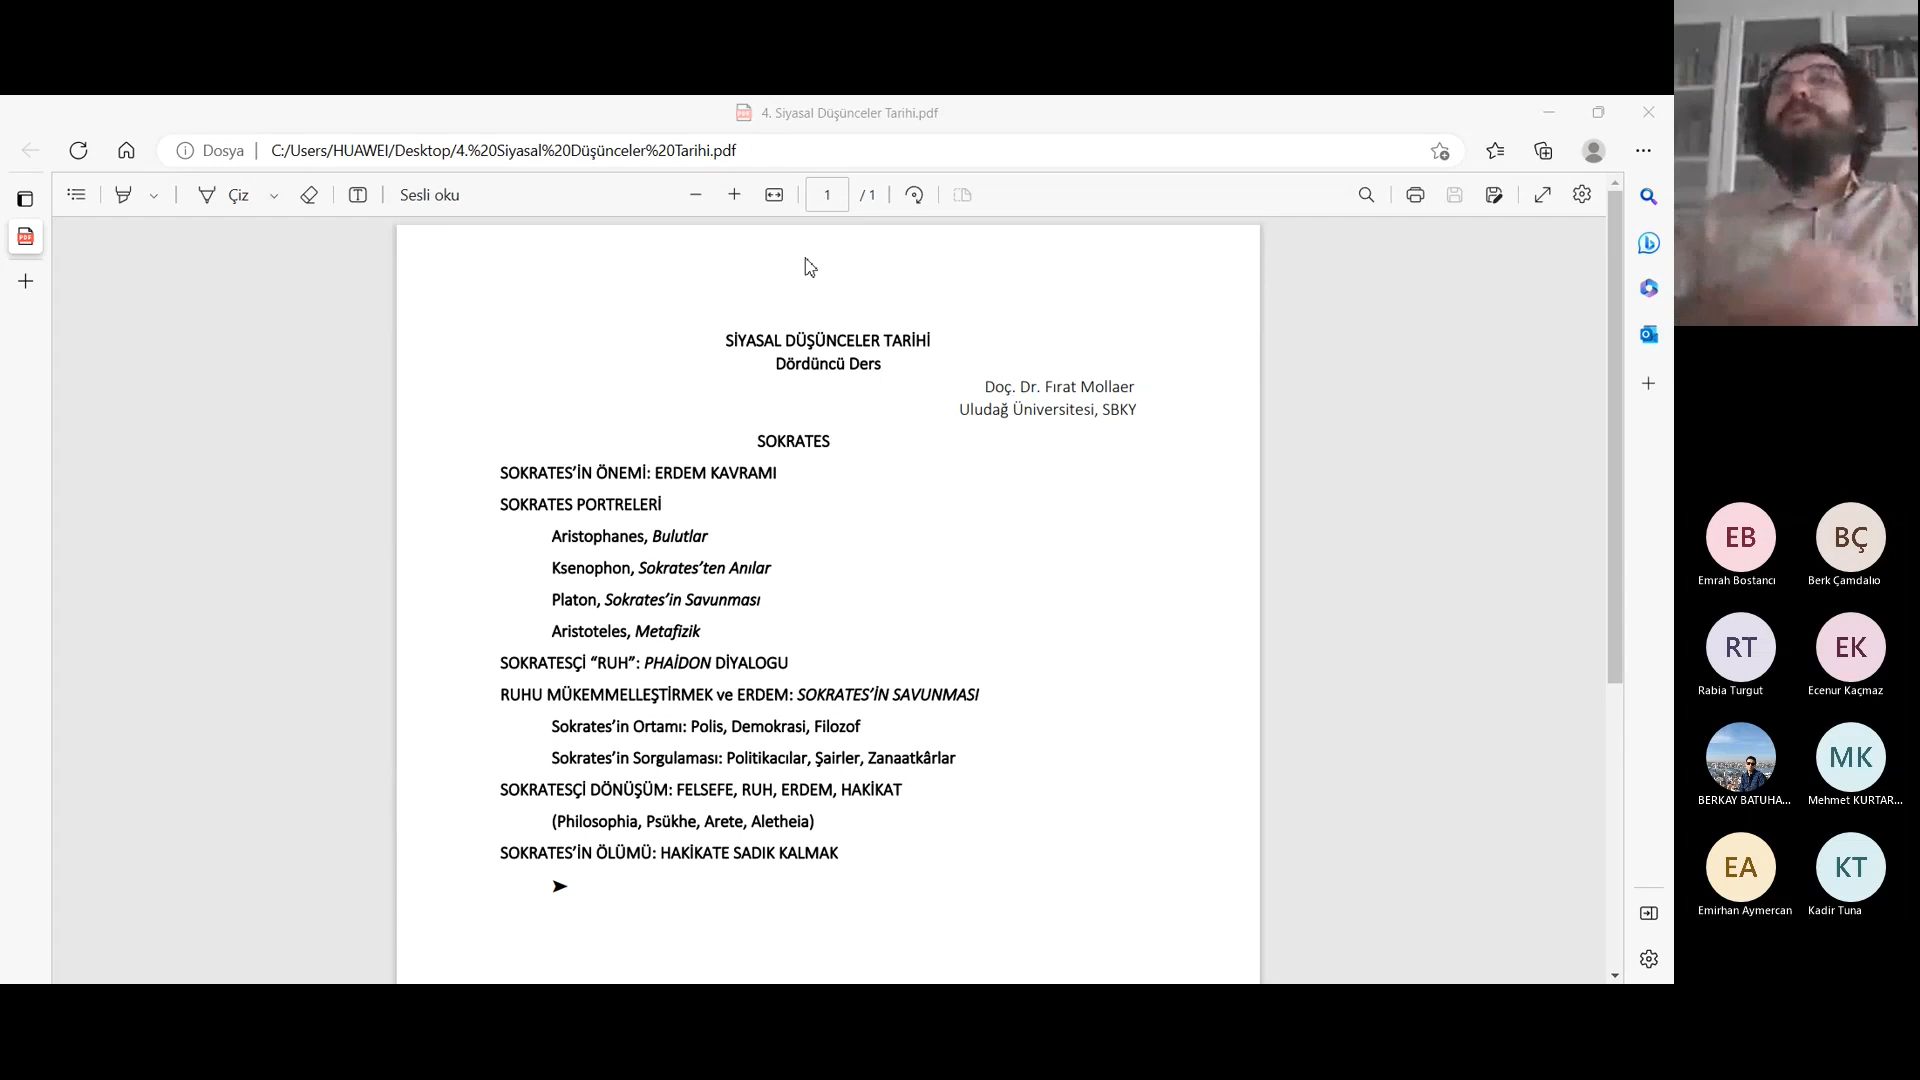 4. Siyasal Düşünceler Tarihi.pdf
Dosya
C:/Users/HUAWEI/Desktop/4.%20Siyasal%20Düşünceler%20Tarihi.pdf
Çiz
Sesli oku
1
/ 1
SİYASAL DÜŞÜNCELER TARİHİ
Dördüncü Ders
Doç. Dr. Fırat Mollaer
Uludağ Üniversitesi, SBKY
SOKRATES
SOKRATES’İN ÖNEMİ: ERDEM KAVRAMI
SOKRATES PORTRELERİ
Aristophanes, Bulutlar
Ksenophon, Sokrates’ten Anılar
Platon, Sokrates’in Savunması
Aristoteles, Metafizik
SOKRATESÇİ “RUH”: PHAİDON DİYALOGU
RUHU MÜKEMMELLEŞTİRMEK ve ERDEM: SOKRATES’İN SAVUNMASI
Sokrates’in Ortamı: Polis, Demokrasi, Filozof
Sokrates’in Sorgulaması: Politikacılar, Şairler, Zanaatkârlar
SOKRATESÇİ DÖNÜŞÜM: FELSEFE, RUH, ERDEM, HAKİKAT
(Philosophia, Psükhe, Arete, Aletheia)
SOKRATES’İN ÖLÜMÜ: HAKİKATE SADIK KALMAK
EB
BÇ
Emrah Bostancı
Berk Çamdalıo
RT
EK
Rabia Turgut
Ecenur Kaçmaz
MK
BERKAY BATUHA...
Mehmet KURTAR...
EA
KT
Emirhan Aymercan
Kadir Tuna